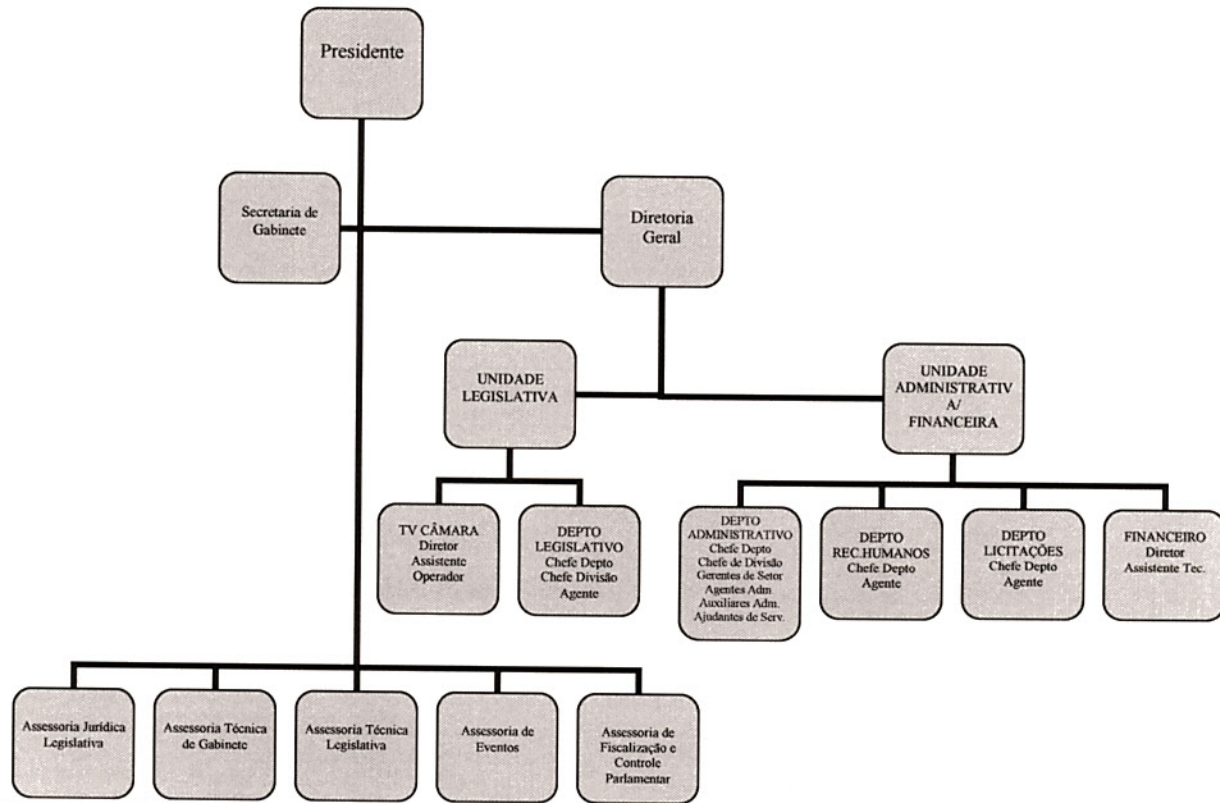 Presidente
Secretaria de
Gabinete
Diretoria
Geral
UNIDADE
LEGISLATIVA
UNIDADE
ADMINISTRATIV
A/
FINANCEIRA
TV CÂMARA
Diretor
Assistente
Operador
DEPTO
LEGISLATIVO
Chefe Depto
Chefe Divisão
Agente
DEPTO
ADMINISTRATIVO
Chefe Depto
Chefe de Divisão
Gerentes de Setor
Agentes Adm
Auxiliares Adm.
Ajudantes de Serv.
DEPTO
REC.HUMANOS
Chefe Depto
Agente
DEPTO
LICITAÇÕES
Chefe Depto
Agente
FINANCEIRO
Diretor
Assistente Tec.
Assessoria Jurídica
Legislativa
Assessoria Técnica
de Gabinete
Assessoria Técnica
Legislativa
Assessoria de
Eventos
Assessoria de
Fiscalização e
Controle
Parlamentar